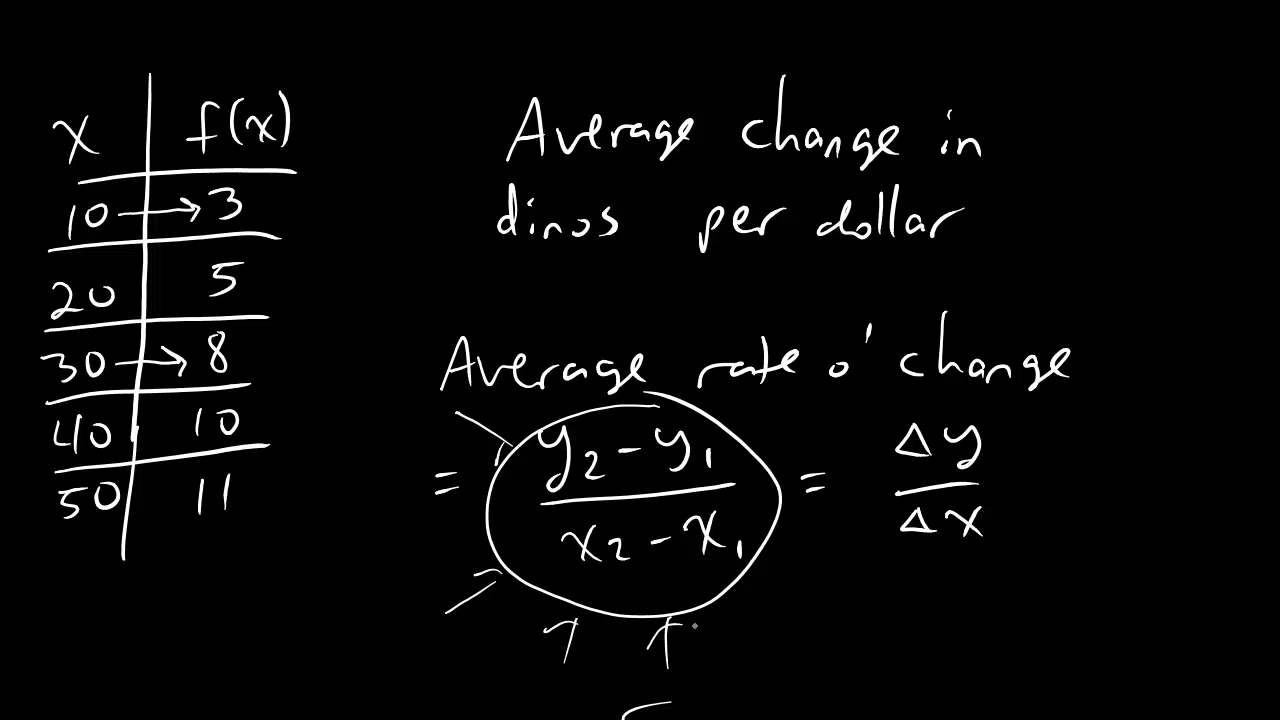 x f(x)
10 → 3
20 5
30 → 8
40 10
50 11
Average change in
dinos per dollar
Average rate o' change
= y₂ - y₁ / x₂ - x₁ = Δy / Δx